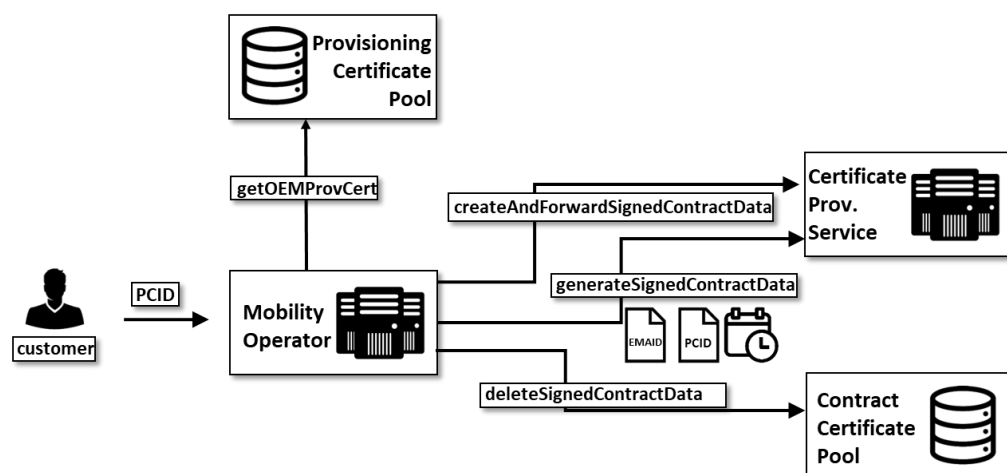 Provisioning
Certificate
Pool
getOEMProvCert
createAndForwardSignedContractData
Certificate
Prov.
Service
PCID
customer
Mobility
Operator
generateSignedContractData
EMAID
PCID
deleteSignedContractData
Contract
Certificate
Pool